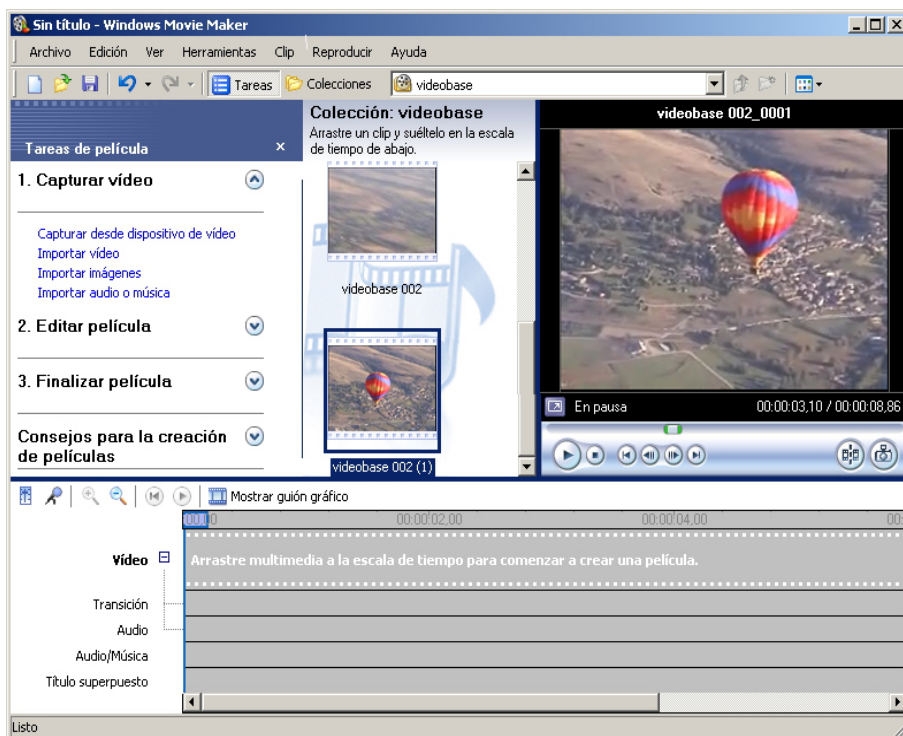 Sin título - Windows Movie Maker
Archivo Edición Ver Herramientas Clip Reproducir Ayuda
Tareas Colecciones videobase
Tareas de película
1. Capturar vídeo
Capturar desde dispositivo de vídeo
Importar vídeo
Importar imágenes
Importar audio o música
2. Editar película
3. Finalizar película
Consejos para la creación
de películas
Colección: videobase
Arrastre un clip y suéltelo en la escala
de tiempo de abajo.
videobase 002
videobase 002 (1)
videobase 002_0001
En pausa 00:00:03,10 / 00:00:08,86
Mostrar guión gráfico
00:00:02,00 00:00:04,00
Vídeo
Arrastre multimedia a la escala de tiempo para comenzar a crear una película.
Transición
Audio
Audio/Música
Título superpuesto
Listo